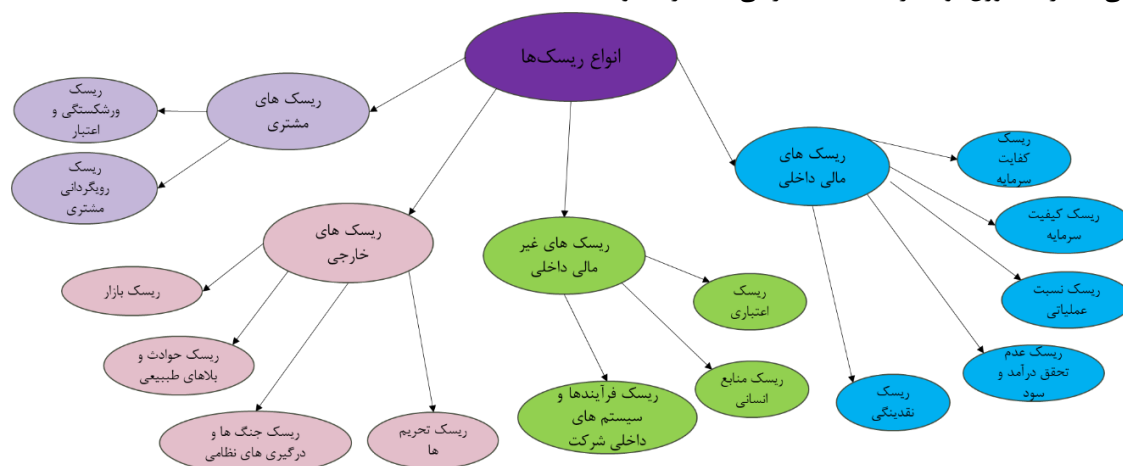 انواع ریسک‌ها
ریسک های
مالی داخلی
ریسک
کفایت
سرمایه
ریسک کیفیت
سرمایه
ریسک نسبت
عملیاتی
ریسک عدم
تحقق درآمد و
سود
ریسک
نقدینگی
ریسک های غیر
مالی داخلی
ریسک
اعتباری
ریسک منابع
انسانی
ریسک فرآیندها و
سیستم های
داخلی شرکت
ریسک های
خارجی
ریسک بازار
ریسک حوادث و
بلاهای طبیعی
ریسک جنگ ها و
درگیری های نظامی
ریسک تحریم
ها
ریسک های
مشتری
ریسک
ورشکستگی و
اعتبار
ریسک
رویگردانی
مشتری